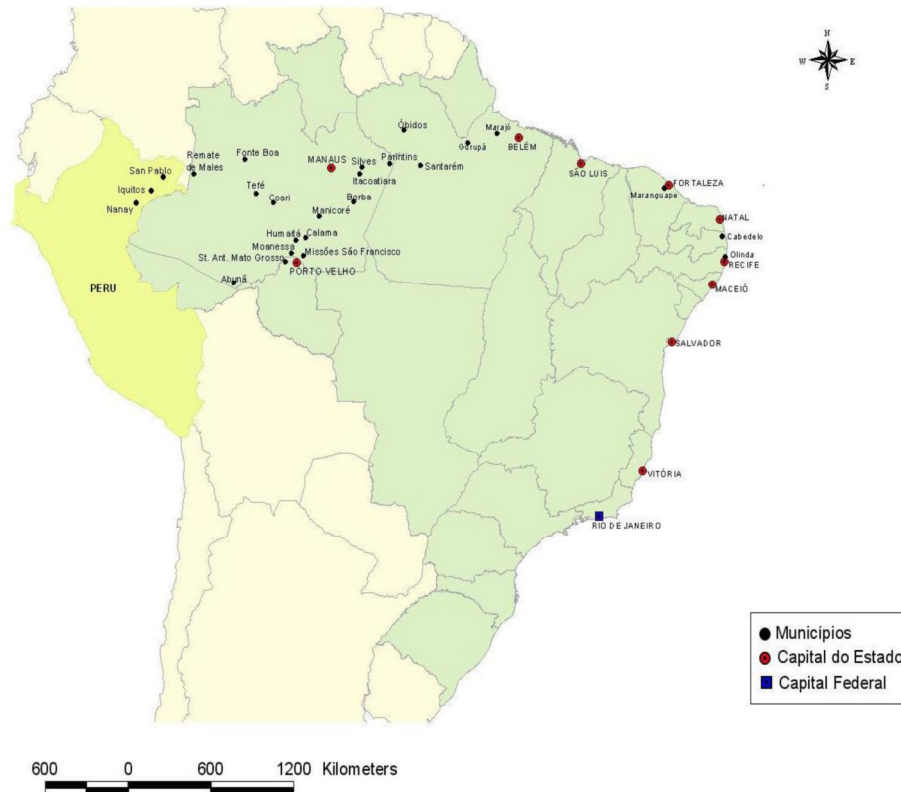 N
W E
S
Óbidos
Marajó
Gurupá
BELÉM
Remate
de Males
Fonte Boa
MANAUS
Silves
Parintins
Santarém
Itacoatiara
SÃO LUIS
FORTALEZA
Maranguape
San Pablo
Iquitos
Nanay
Tefé
Coari
Borba
Manicoré
NATAL
Cabedelo
Humaitá
Calama
Moanessa
Missões São Francisco
St. Ant. Mato Grosso
PORTO VELHO
Olinda
RECIFE
Abunã
MACEIÓ
PERU
SALVADOR
VITÓRIA
RIO DE JANEIRO
Municípios
Capital do Estado
Capital Federal
600 0 600 1200 Kilometers